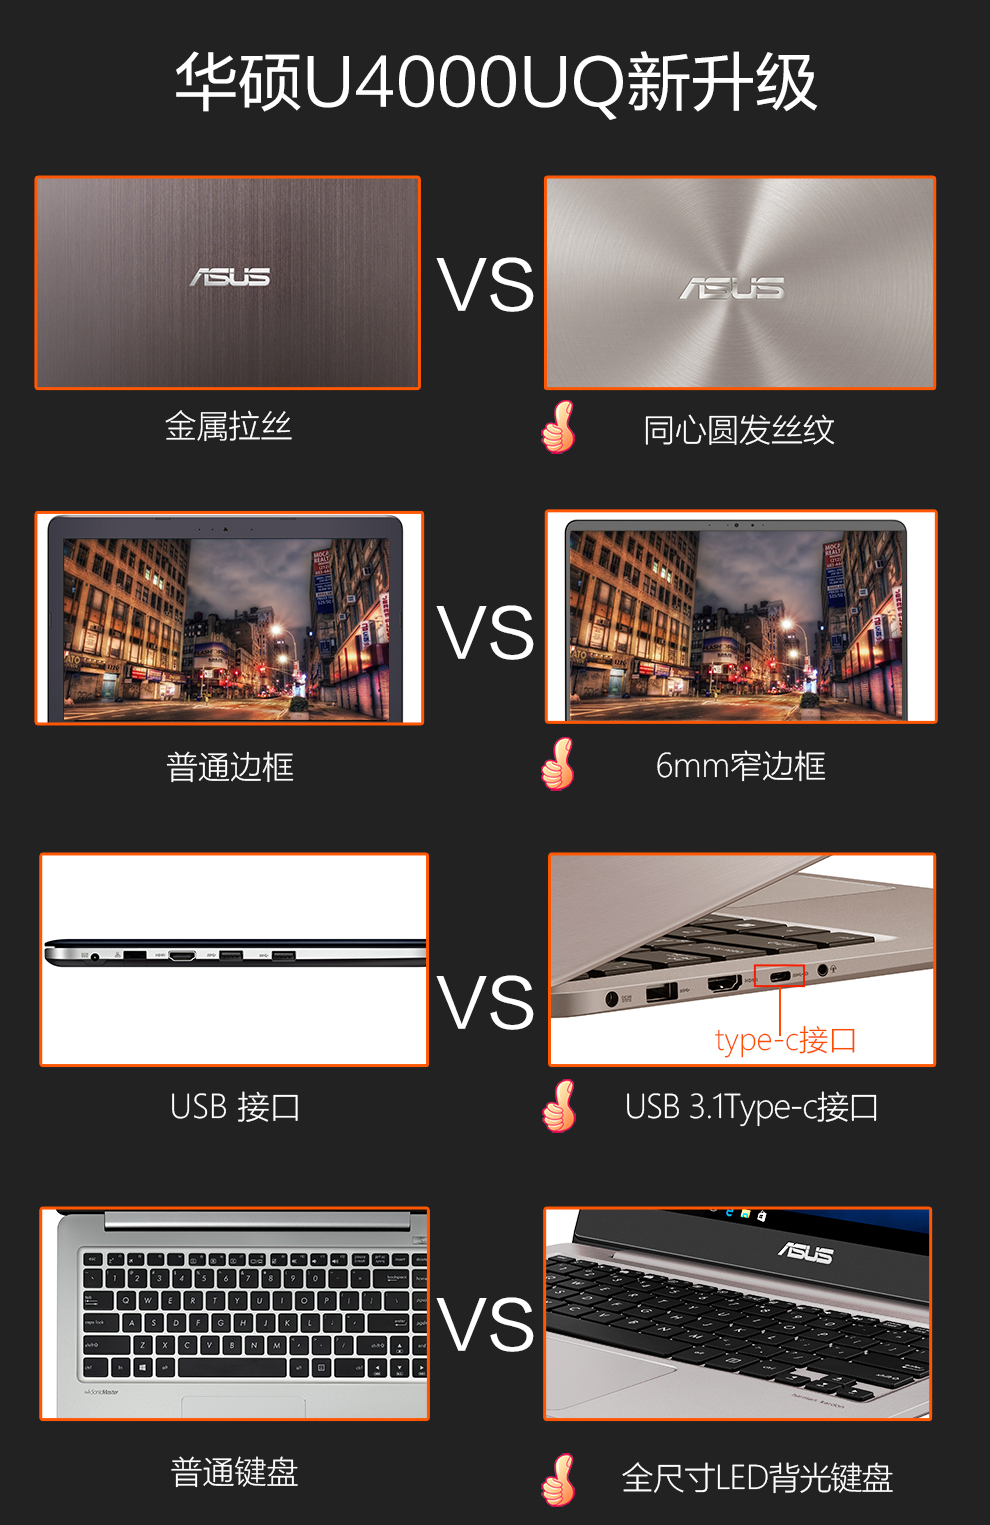 华硕U4000UQ新升级
ASUS
VS
ASUS
金属拉丝
同心圆发丝纹
VS
普通边框
6mm窄边框
VS
type-c接口
USB 接口
USB 3.1Type-c接口
ASUS
VS
普通键盘
全尺寸LED背光键盘